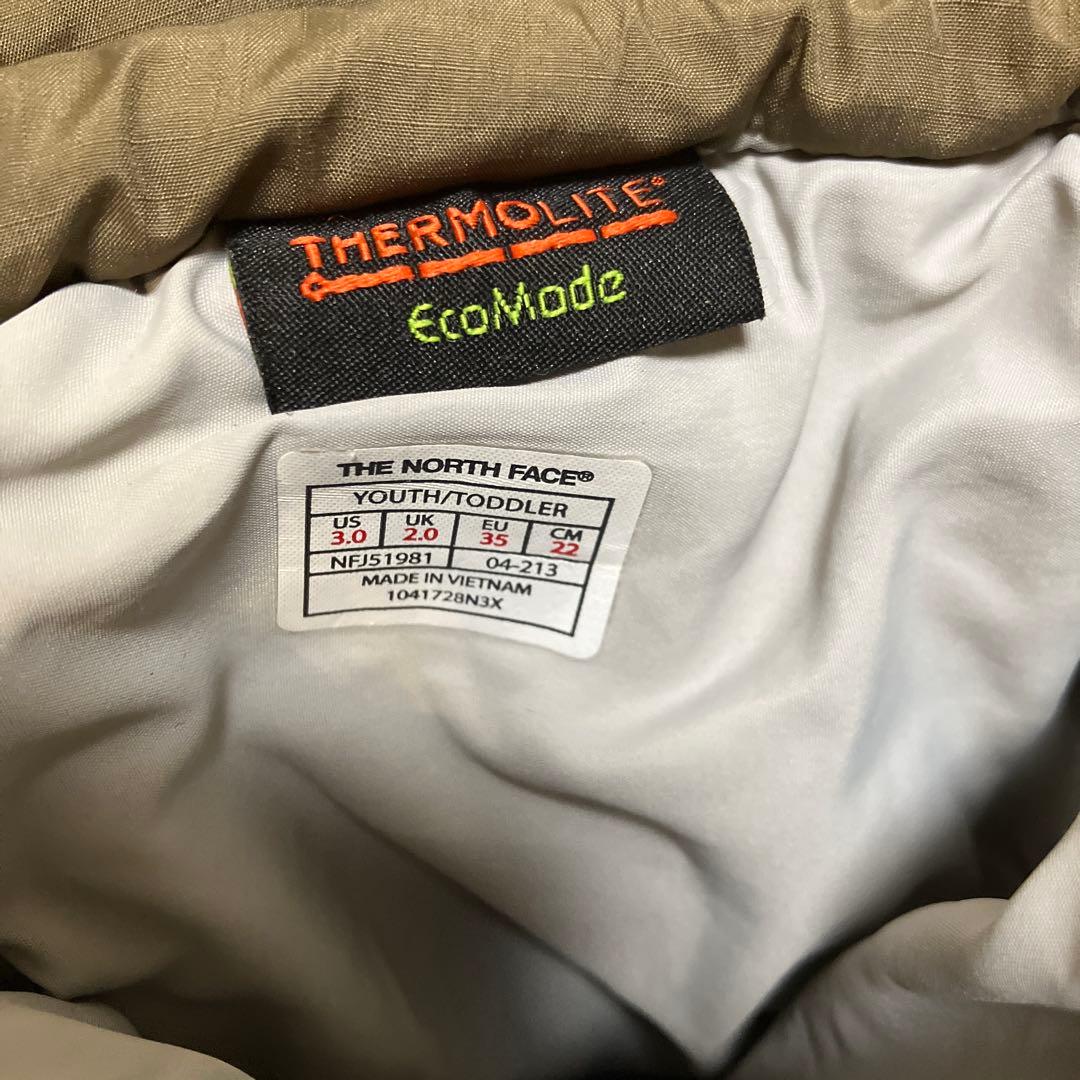 THERMOLITE®
EcoMade
THE NORTH FACE®
YOUTH/TODDLER
US UK EU CM
3.0 2.0 35 22
NFJ51981 04-213
MADE IN VIETNAM
1041728N3X